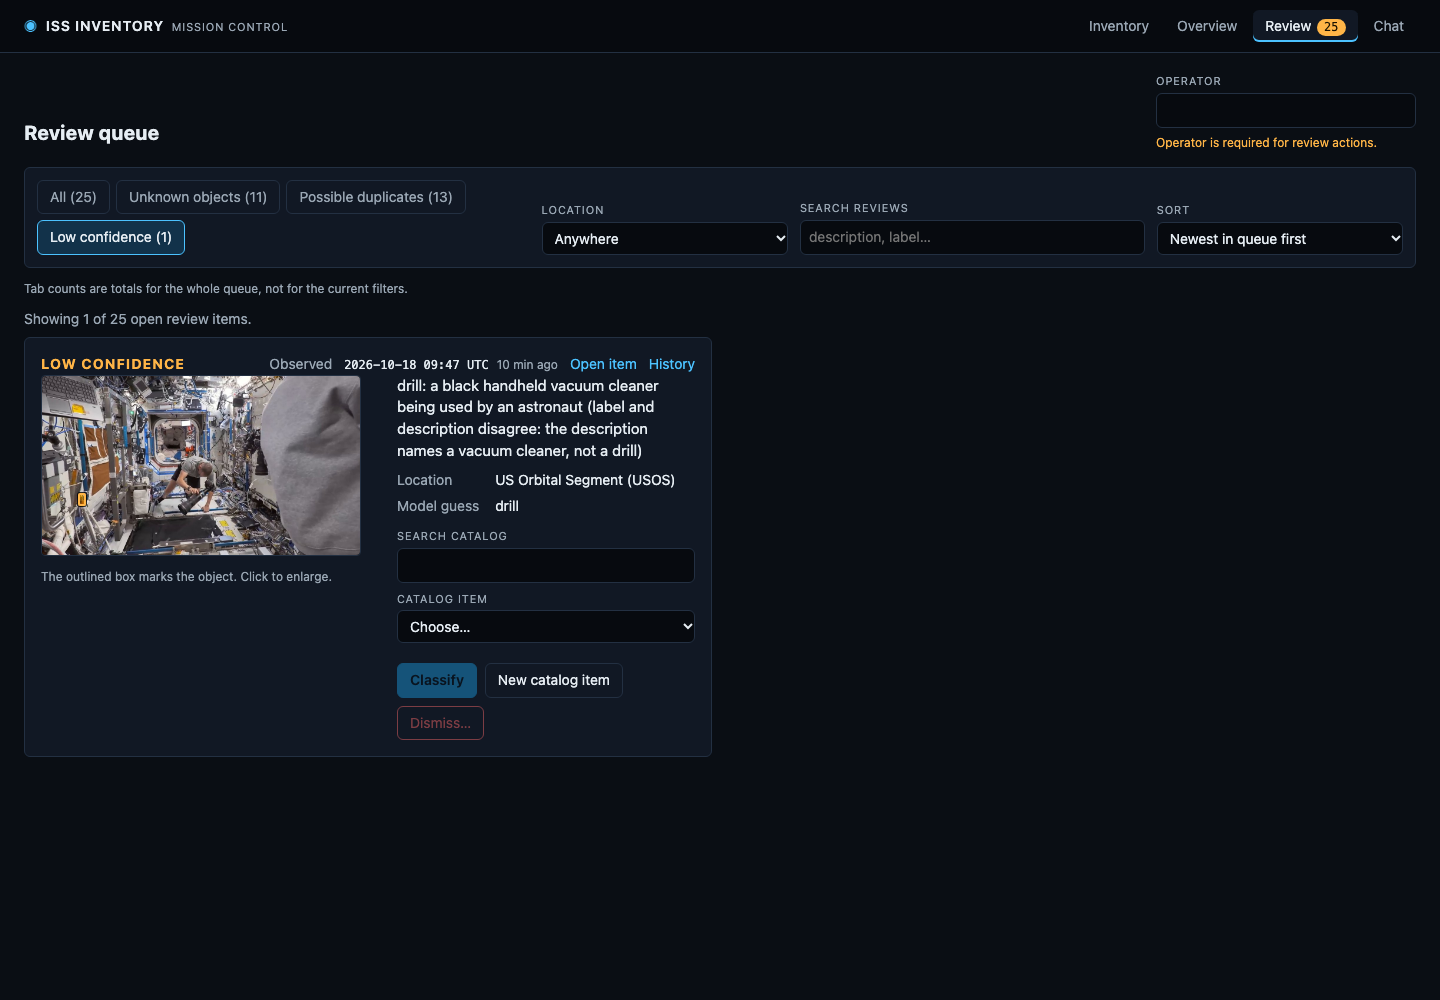 ISS INVENTORY MISSION CONTROL
Inventory Overview Review 25 Chat
OPERATOR
Review queue
Operator is required for review actions.
All (25) Unknown objects (11) Possible duplicates (13)
Low confidence (1)
LOCATION
Anywhere
SEARCH REVIEWS
description, label...
SORT
Newest in queue first
Tab counts are totals for the whole queue, not for the current filters.
Showing 1 of 25 open review items.
LOW CONFIDENCE Observed 2026-10-18 09:47 UTC 10 min ago Open item History
drill: a black handheld vacuum cleaner
being used by an astronaut (label and
description disagree: the description
names a vacuum cleaner, not a drill)
Location US Orbital Segment (USOS)
Model guess drill
SEARCH CATALOG
CATALOG ITEM
Choose...
Classify New catalog item
Dismiss...
The outlined box marks the object. Click to enlarge.